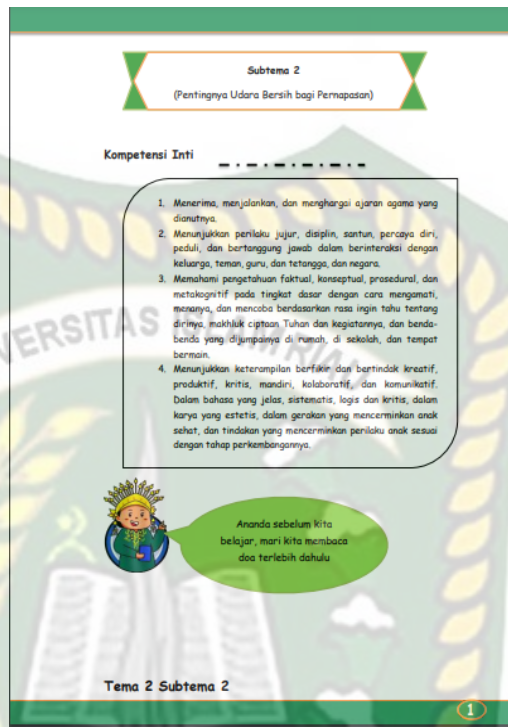 Subtema 2
(Pentingnya Udara Bersih bagi Pernapasan)
Kompetensi Inti
1. Menerima, menjalankan, dan menghargai ajaran agama yang
dianutnya.
2. Menunjukkan perilaku jujur, disiplin, santun, percaya diri,
peduli, dan bertanggung jawab dalam berinteraksi dengan
keluarga, teman, guru, dan tetangga, dan negara.
3. Memahami pengetahuan faktual, konseptual, prosedural, dan
metakognitif pada tingkat dasar dengan cara mengamati,
menanya, dan mencoba berdasarkan rasa ingin tahu tentang
dirinya, makhluk ciptaan Tuhan dan kegiatannya, dan benda-
benda yang dijumpainya di rumah, di sekolah, dan tempat
bermain.
4. Menunjukkan keterampilan berfikir dan bertindak kreatif,
produktif, kritis, mandiri, kolaboratif, dan komunikatif.
Dalam bahasa yang jelas, sistematis, logis dan kritis, dalam
karya yang estetis, dalam gerakan yang mencerminkan anak
sehat, dan tindakan yang mencerminkan perilaku anak sesuai
dengan tahap perkembangannya.
VERSITAS ISLAM RIAU
Ananda sebelum kita
belajar, mari kita membaca
doa terlebih dahulu
Tema 2 Subtema 2
1